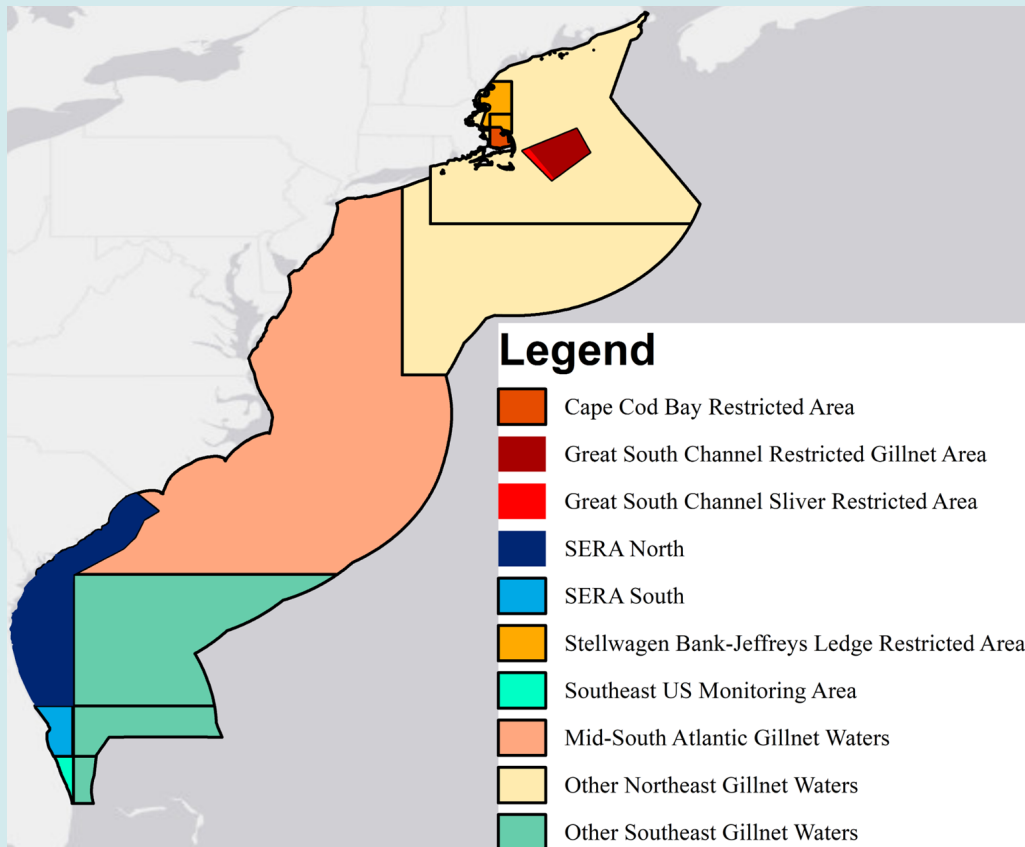 Legend
Cape Cod Bay Restricted Area
Great South Channel Restricted Gillnet Area
Great South Channel Sliver Restricted Area
SERA North
SERA South
Stellwagen Bank-Jeffreys Ledge Restricted Area
Southeast US Monitoring Area
Mid-South Atlantic Gillnet Waters
Other Northeast Gillnet Waters
Other Southeast Gillnet Waters